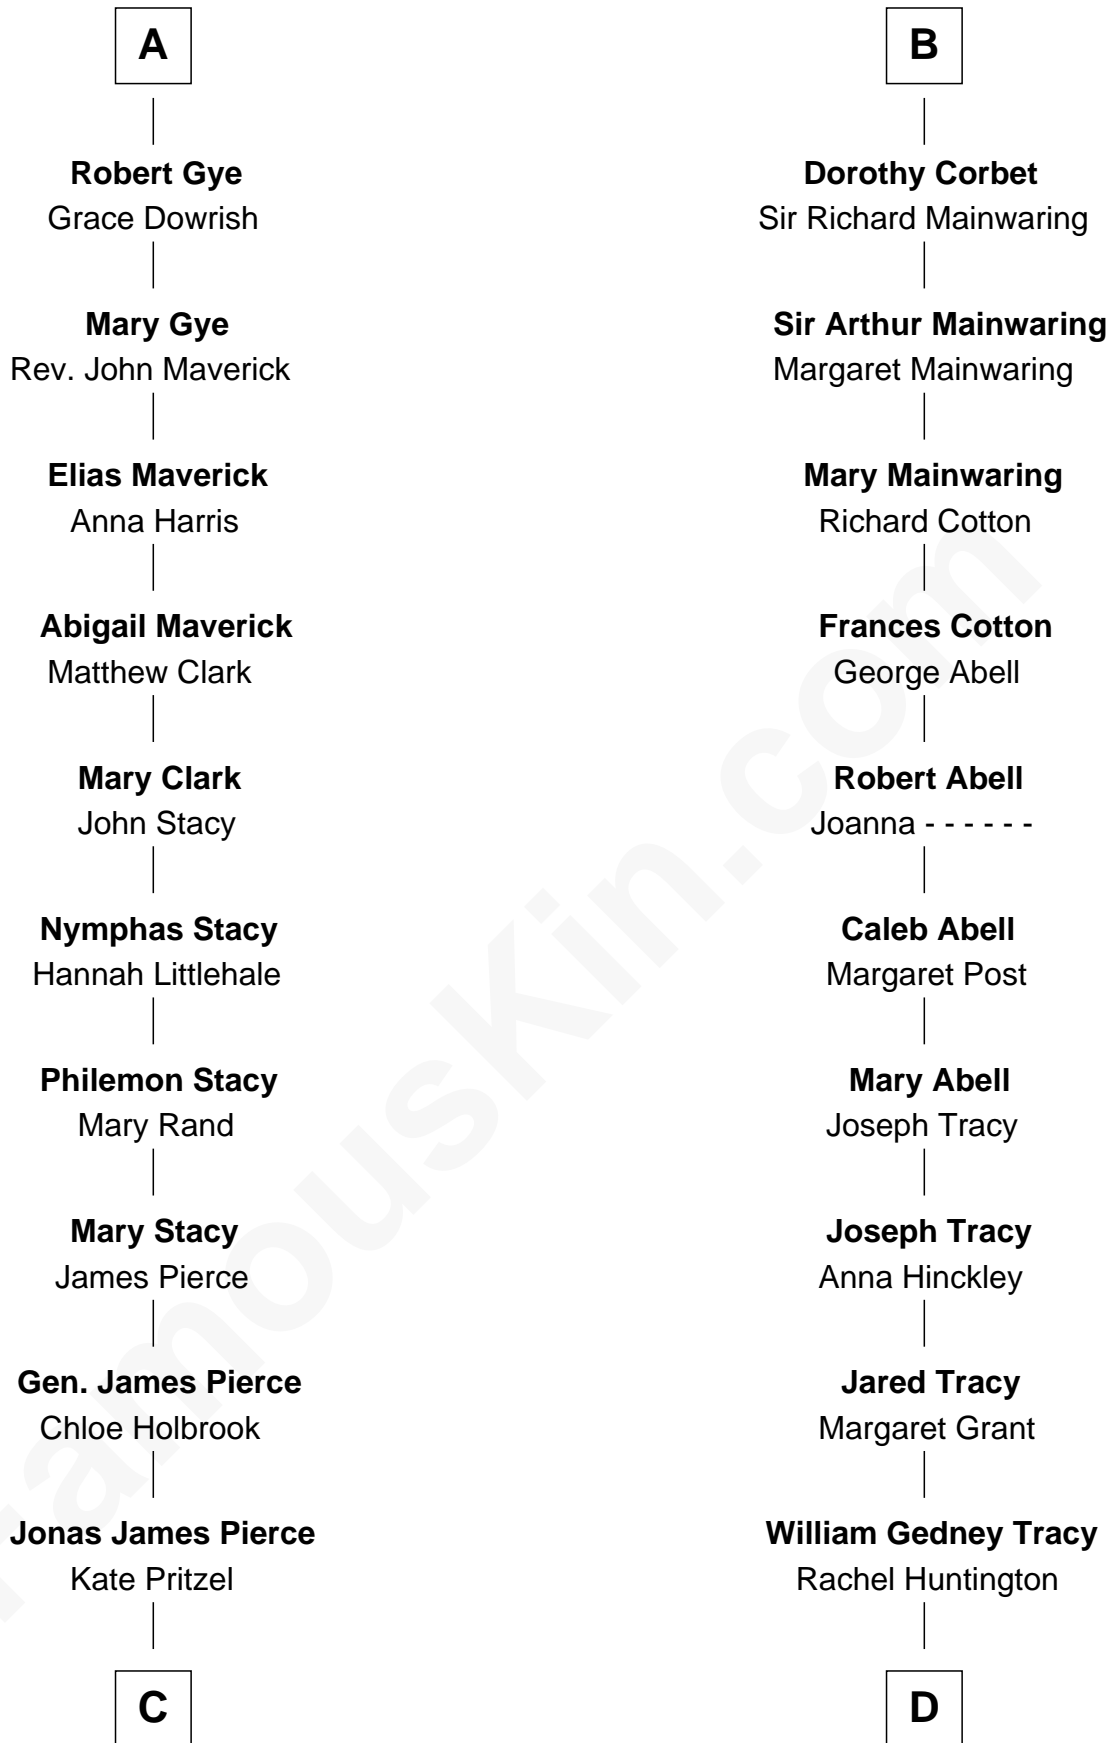 A
Robert Gye
Grace Dowrish
Mary Gye
Rev. John Maverick
Elias Maverick
Anna Harris
Abigail Maverick
Matthew Clark
Mary Clark
John Stacy
Nymphas Stacy
Hannah Littlehale
Philemon Stacy
Mary Rand
Mary Stacy
James Pierce
Gen. James Pierce
Chloe Holbrook
Jonas James Pierce
Kate Pritzel
C
B
Dorothy Corbet
Sir Richard Mainwaring
Sir Arthur Mainwaring
Margaret Mainwaring
Mary Mainwaring
Richard Cotton
Frances Cotton
George Abell
Robert Abell
Joanna - - - - - -
Caleb Abell
Margaret Post
Mary Abell
Joseph Tracy
Joseph Tracy
Anna Hinckley
Jared Tracy
Margaret Grant
William Gedney Tracy
Rachel Huntington
D
FamousKin.com